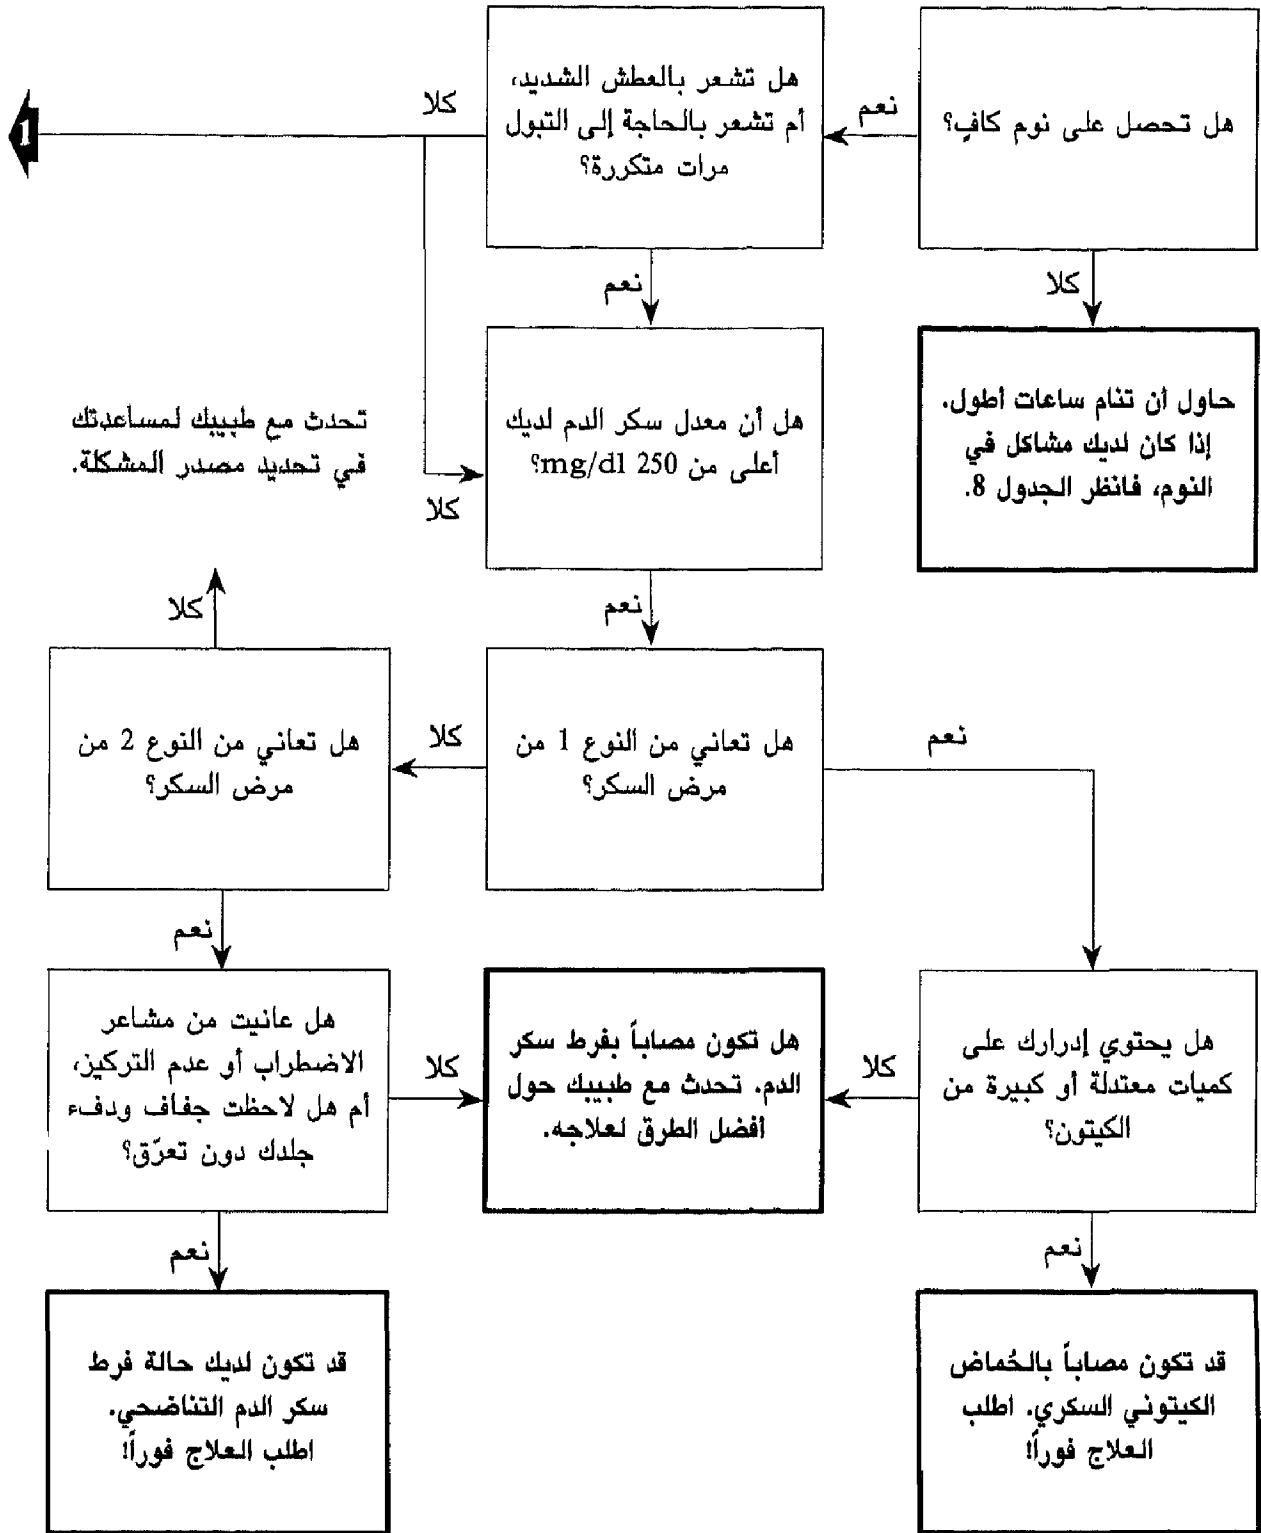 هل تحصل على نوم كافٍ؟
نعم
هل تشعر بالعطش الشديد،
أم تشعر بالحاجة إلى التبول
مرات متكررة؟
كلا
1
كلا
نعم
حاول أن تنام ساعات أطول.
إذا كان لديك مشاكل في
النوم، فانظر الجدول 8.
هل أن معدل سكر الدم لديك
أعلى من 250 mg/dl؟
كلا
تحدث مع طبيبك لمساعدتك
في تحديد مصدر المشكلة.
نعم
كلا
نعم
هل تعاني من النوع 1 من
مرض السكر؟
كلا
هل تعاني من النوع 2 من
مرض السكر؟
نعم
هل يحتوي إدرارك على
كميات معتدلة أو كبيرة من
الكيتون؟
كلا
هل تكون مصاباً بفرط سكر
الدم. تحدث مع طبيبك حول
أفضل الطرق لعلاجه.
كلا
هل عانيت من مشاعر
الاضطراب أو عدم التركيز،
أم هل لاحظت جفاف ودفء
جلدك دون تعرّق؟
نعم
نعم
قد تكون مصاباً بالحُماض
الكيتوني السكري. اطلب
العلاج فوراً!
قد تكون لديك حالة فرط
سكر الدم التناضحي.
اطلب العلاج فوراً!